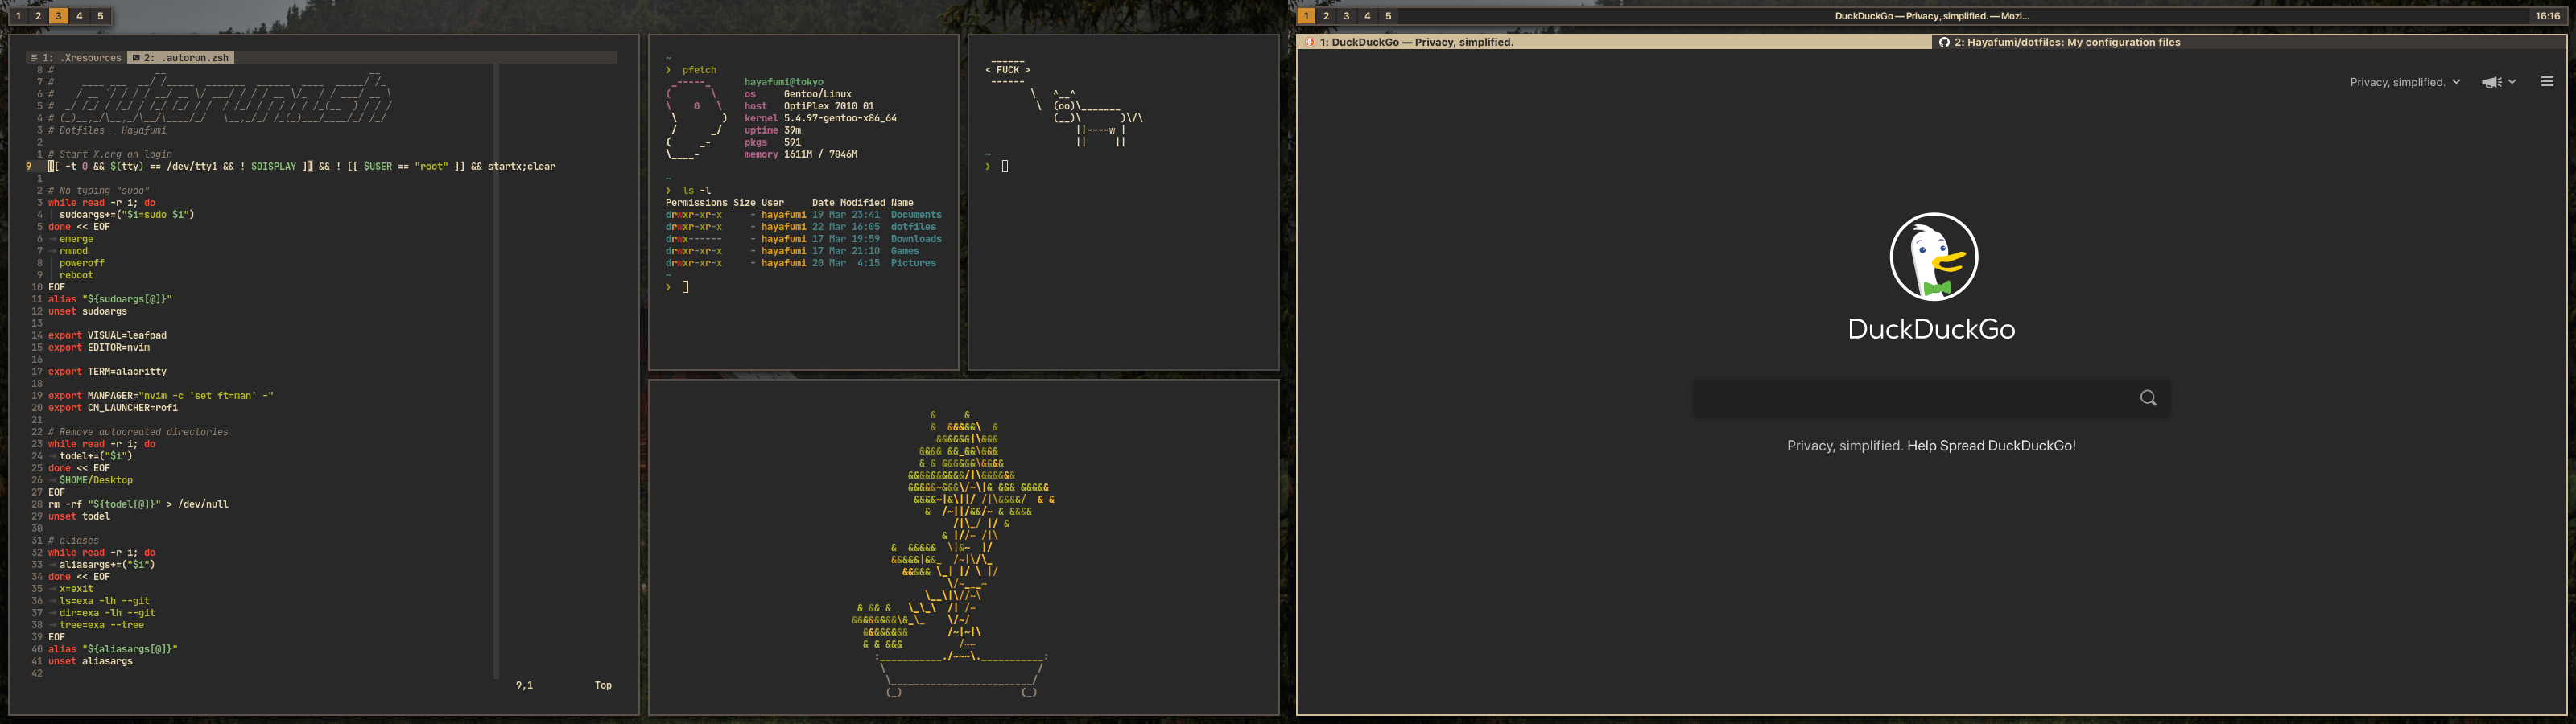 1 2 3 4 5
1: .Xresources 2: .autorun.zsh
8 #
7 #
6 #
5 #
4 #
3 # Dotfiles - Hayafumi
2
1 # Start X.org on login
9 [[ -t 0 && $(tty) == /dev/tty1 && ! $DISPLAY ]] && ! [[ $USER == "root" ]] && startx;clear
1
2 # No typing "sudo"
3 while read -r i; do
4 sudoargs+=("$i=sudo $i")
5 done << EOF
6 emerge
7 rmmod
8 poweroff
9 reboot
10 EOF
11 alias "${sudoargs[@]}"
12 unset sudoargs
13
14 export VISUAL=leafpad
15 export EDITOR=nvim
16
17 export TERM=alacritty
18
19 export MANPAGER="nvim -c 'set ft=man' -"
20 export CM_LAUNCHER=rofi
21
22 # Remove autocreated directories
23 while read -r i; do
24 todel+=("$i")
25 done << EOF
26 $HOME/Desktop
27 EOF
28 rm -rf "${todel[@]}" > /dev/null
29 unset todel
30
31 # aliases
32 while read -r i; do
33 aliasargs+=("$i")
34 done << EOF
35 x=exit
36 ls=exa -lh --git
37 dir=exa -lh --git
38 tree=exa --tree
39 EOF
40 alias "${aliasargs[@]}"
41 unset aliasargs
42
9,1 Top
~
❯ pfetch
hayafumi@tokyo
os Gentoo/Linux
host OptiPlex 7010 01
kernel 5.4.97-gentoo-x86_64
uptime 39m
pkgs 591
memory 1611M / 7846M
~
❯ ls -l
Permissions Size User Date Modified Name
drwxr-xr-x - hayafumi 19 Mar 23:41 Documents
drwxr-xr-x - hayafumi 22 Mar 16:05 dotfiles
drwx------ - hayafumi 17 Mar 19:59 Downloads
drwxr-xr-x - hayafumi 17 Mar 21:10 Games
drwxr-xr-x - hayafumi 20 Mar 4:15 Pictures
~
❯
< FUCK >
~
❯
1 2 3 4 5
DuckDuckGo — Privacy, simplified. — Mozi...
16:16
1: DuckDuckGo — Privacy, simplified.
2: Hayafumi/dotfiles: My configuration files
Privacy, simplified.
DuckDuckGo
Privacy, simplified. Help Spread DuckDuckGo!